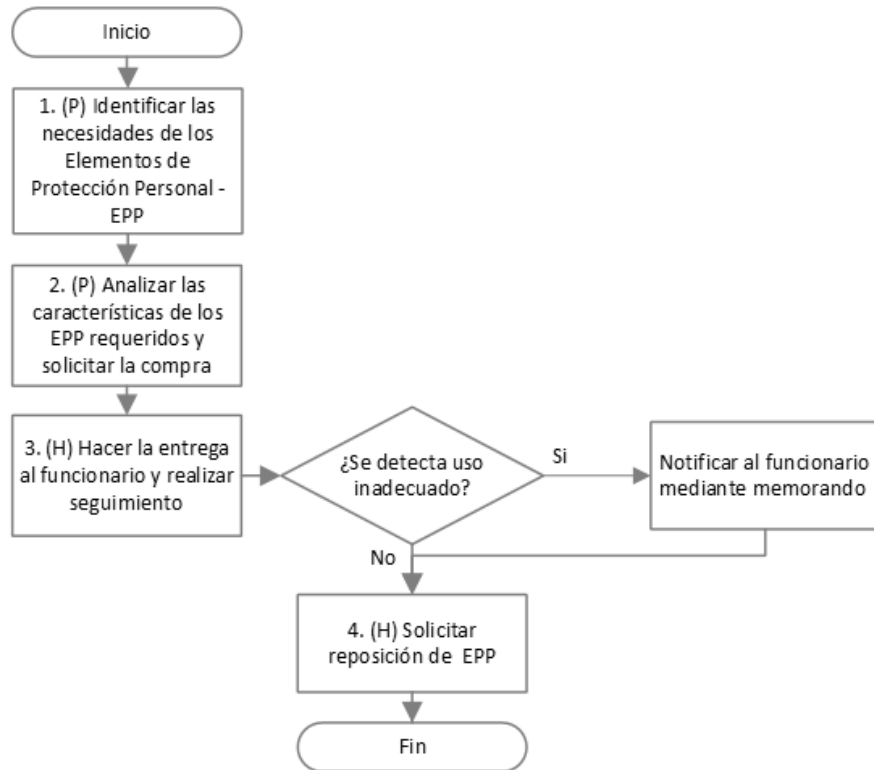 Inicio
1. (P) Identificar las
necesidades de los
Elementos de
Protección Personal -
EPP
2. (P) Analizar las
características de los
EPP requeridos y
solicitar la compra
3. (H) Hacer la entrega
al funcionario y realizar
seguimiento
¿Se detecta uso
inadecuado?
Si
Notificar al funcionario
mediante memorando
No
4. (H) Solicitar
reposición de EPP
Fin